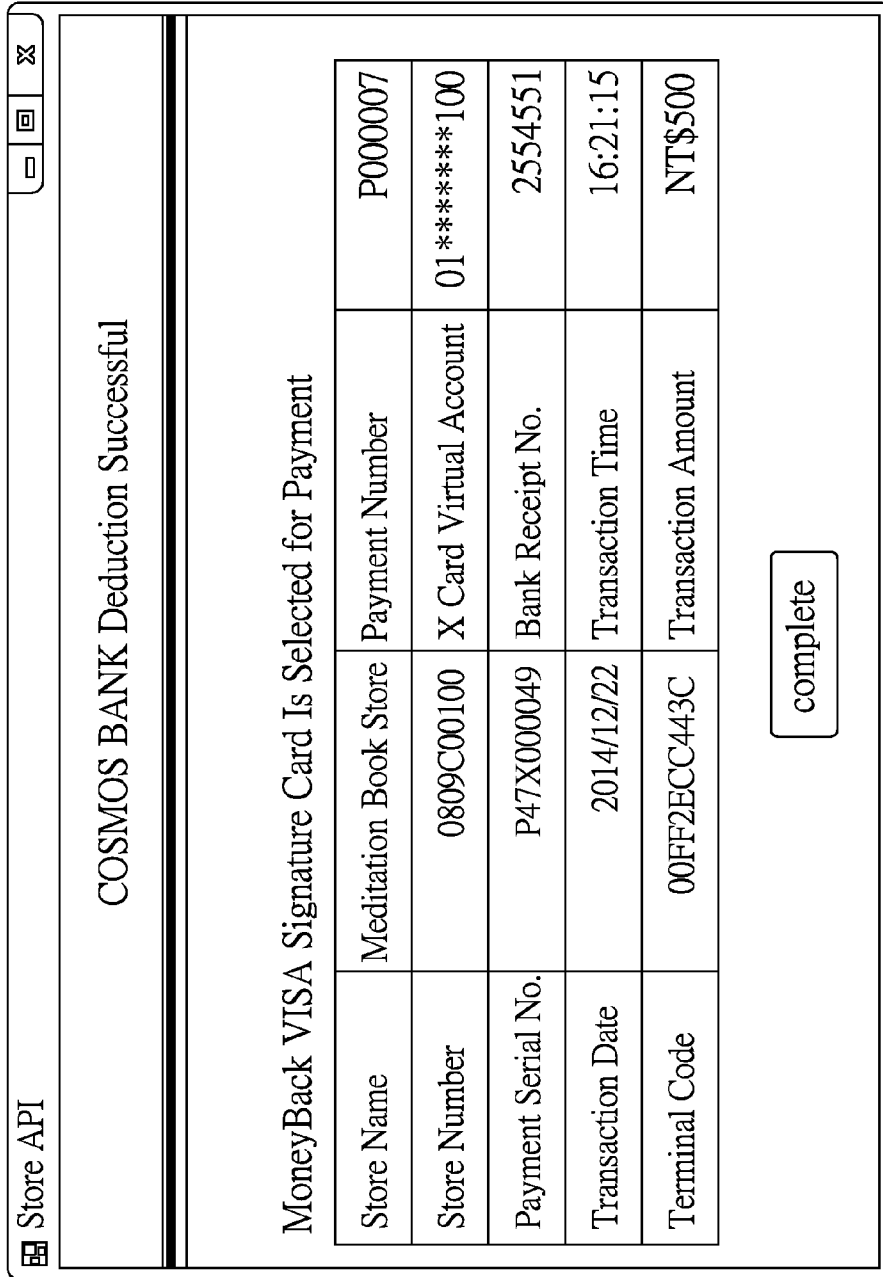 Store API
COSMOS BANK Deduction Successful
MoneyBack VISA Signature Card Is Selected for Payment
Store Name Meditation Book Store Payment Number P000007
Store Number 0809C00100 X Card Virtual Account 01*******100
Payment Serial No. P47X000049 Bank Receipt No. 2554551
Transaction Date 2014/12/22 Transaction Time 16:21:15
Terminal Code 00FF2ECC443C Transaction Amount NT$500
complete